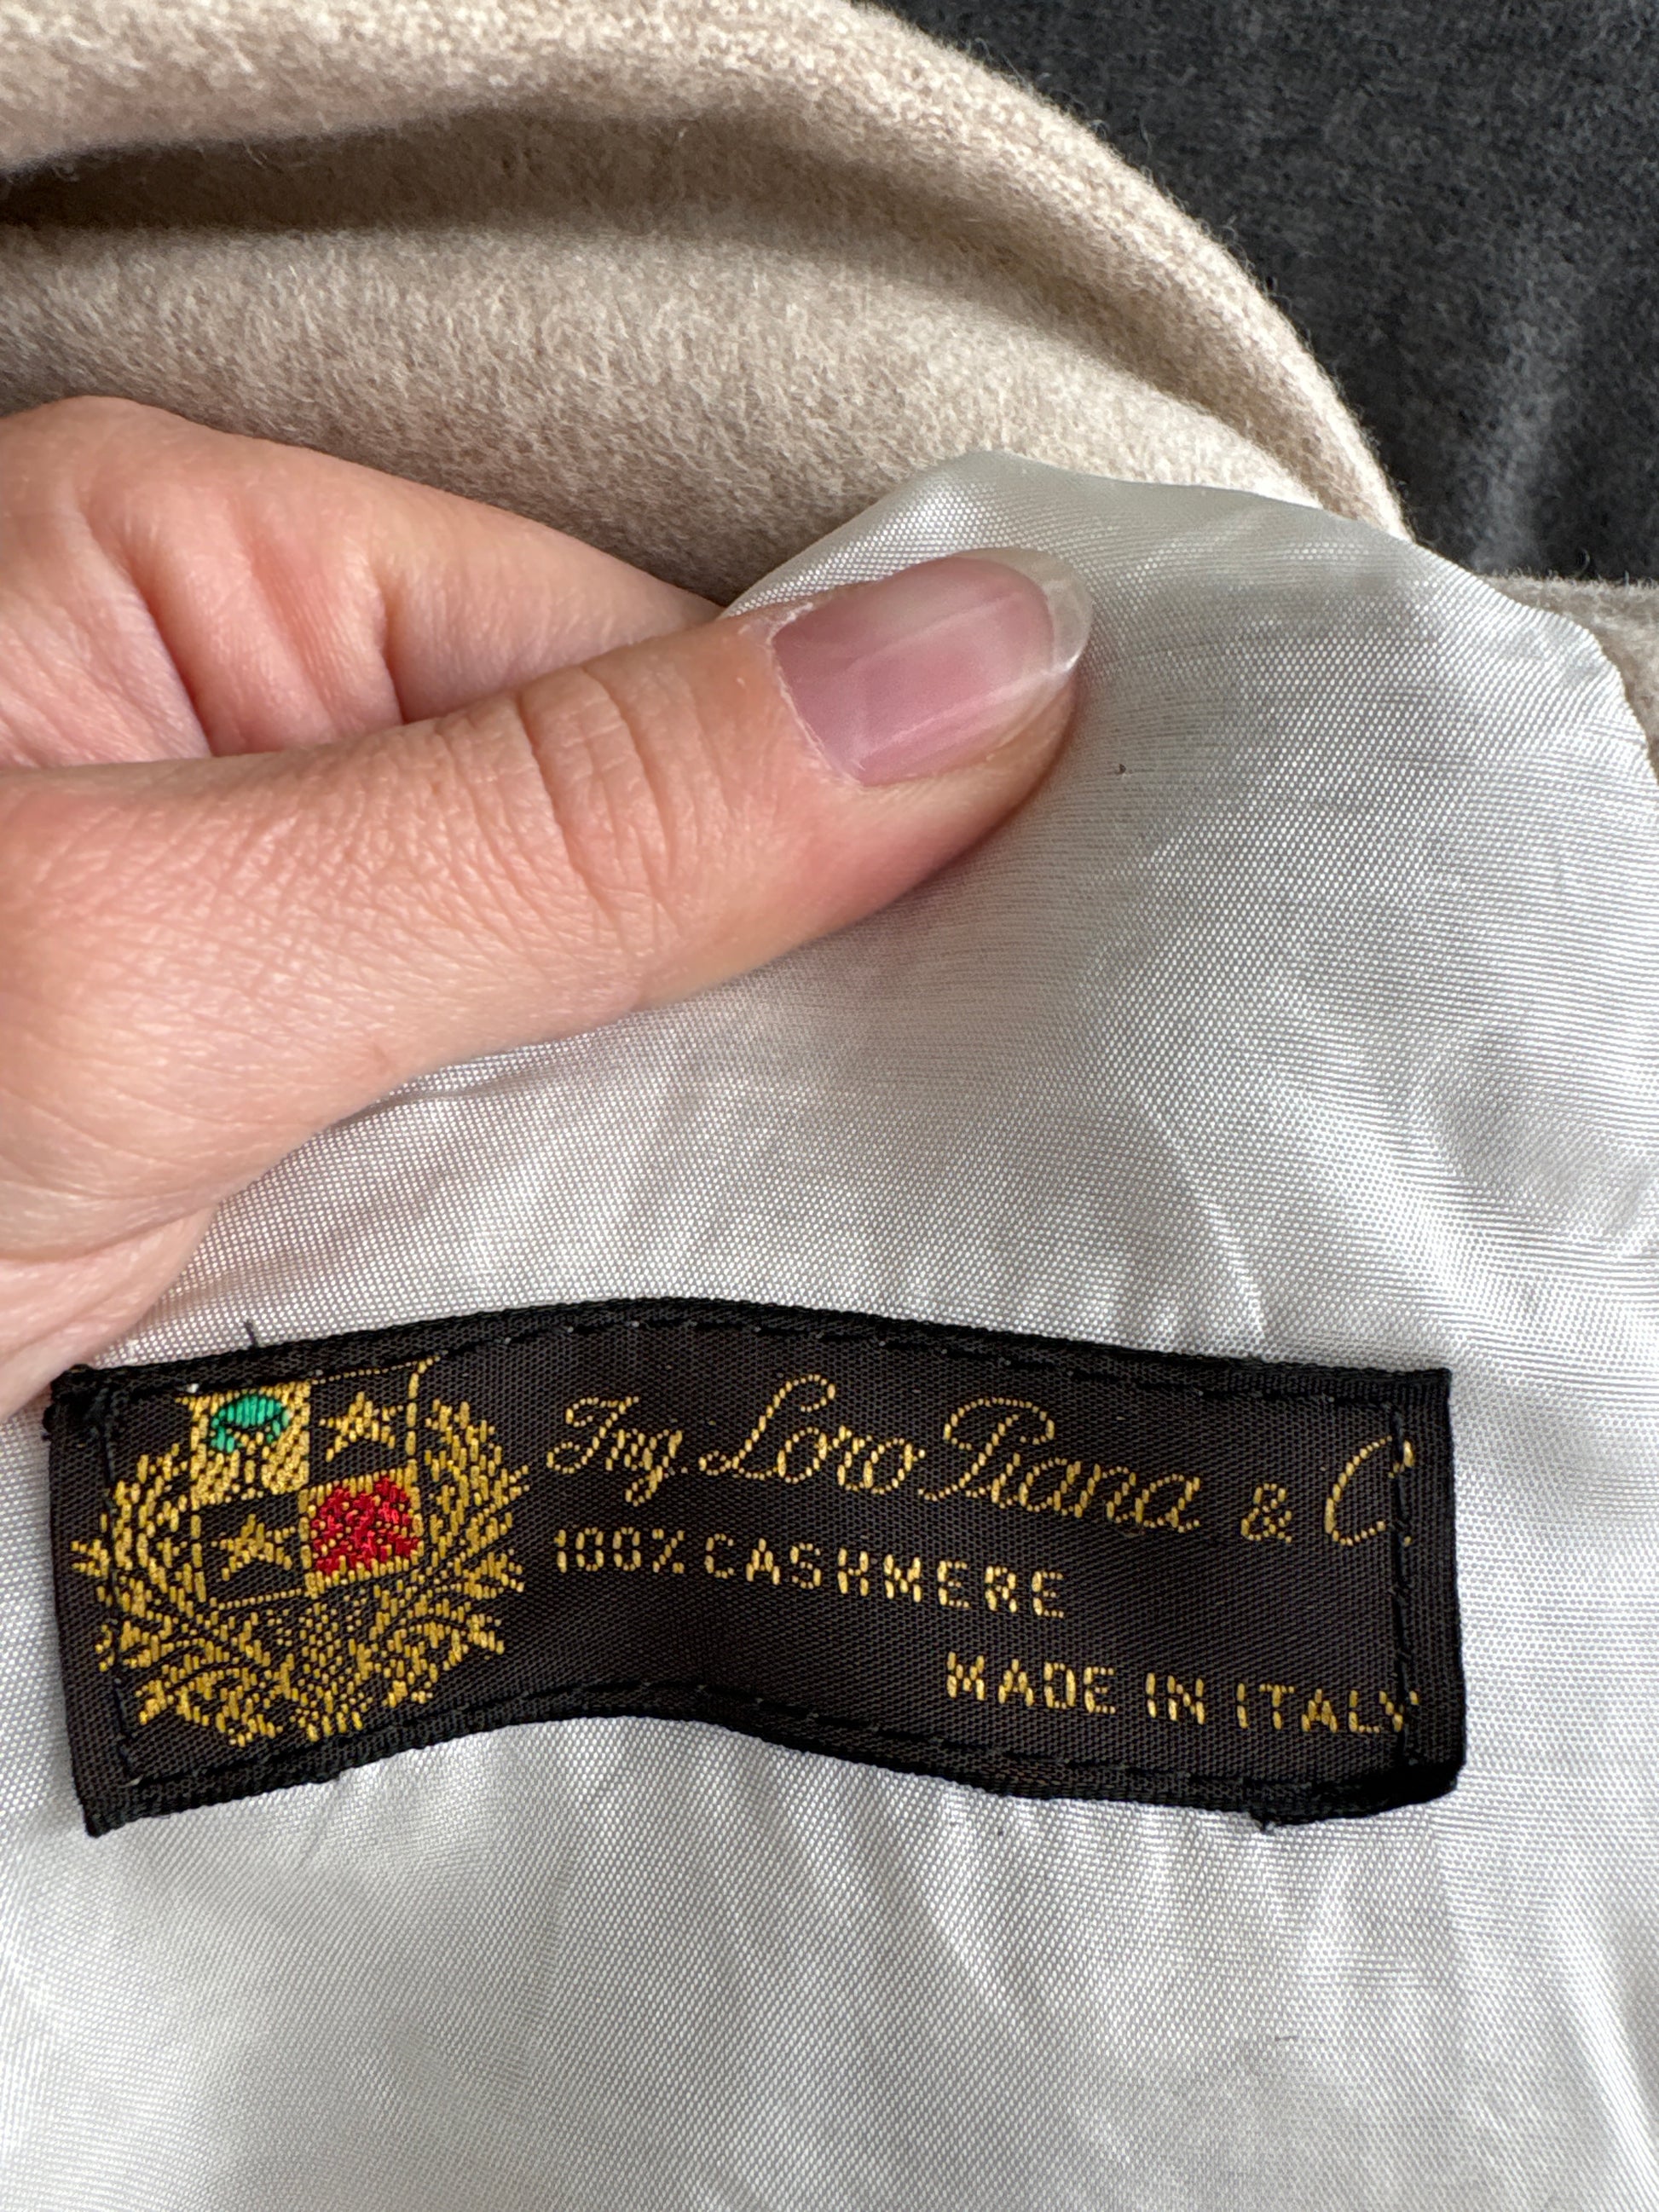 Ing. Loro Piana & C.
100% CASHMERE
MADE IN ITALY